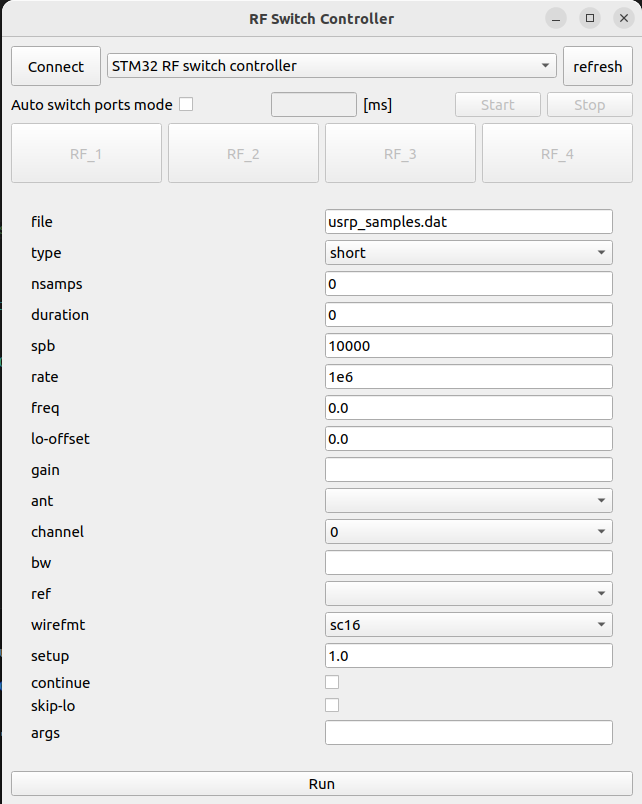 RF Switch Controller
Connect STM32 RF switch controller refresh
Auto switch ports mode [ms] Start Stop
RF_1 RF_2 RF_3 RF_4
file usrp_samples.dat
type short
nsamps 0
duration 0
spb 10000
rate 1e6
freq 0.0
lo-offset 0.0
gain
ant
channel 0
bw
ref
wirefmt sc16
setup 1.0
continue
skip-lo
args
Run